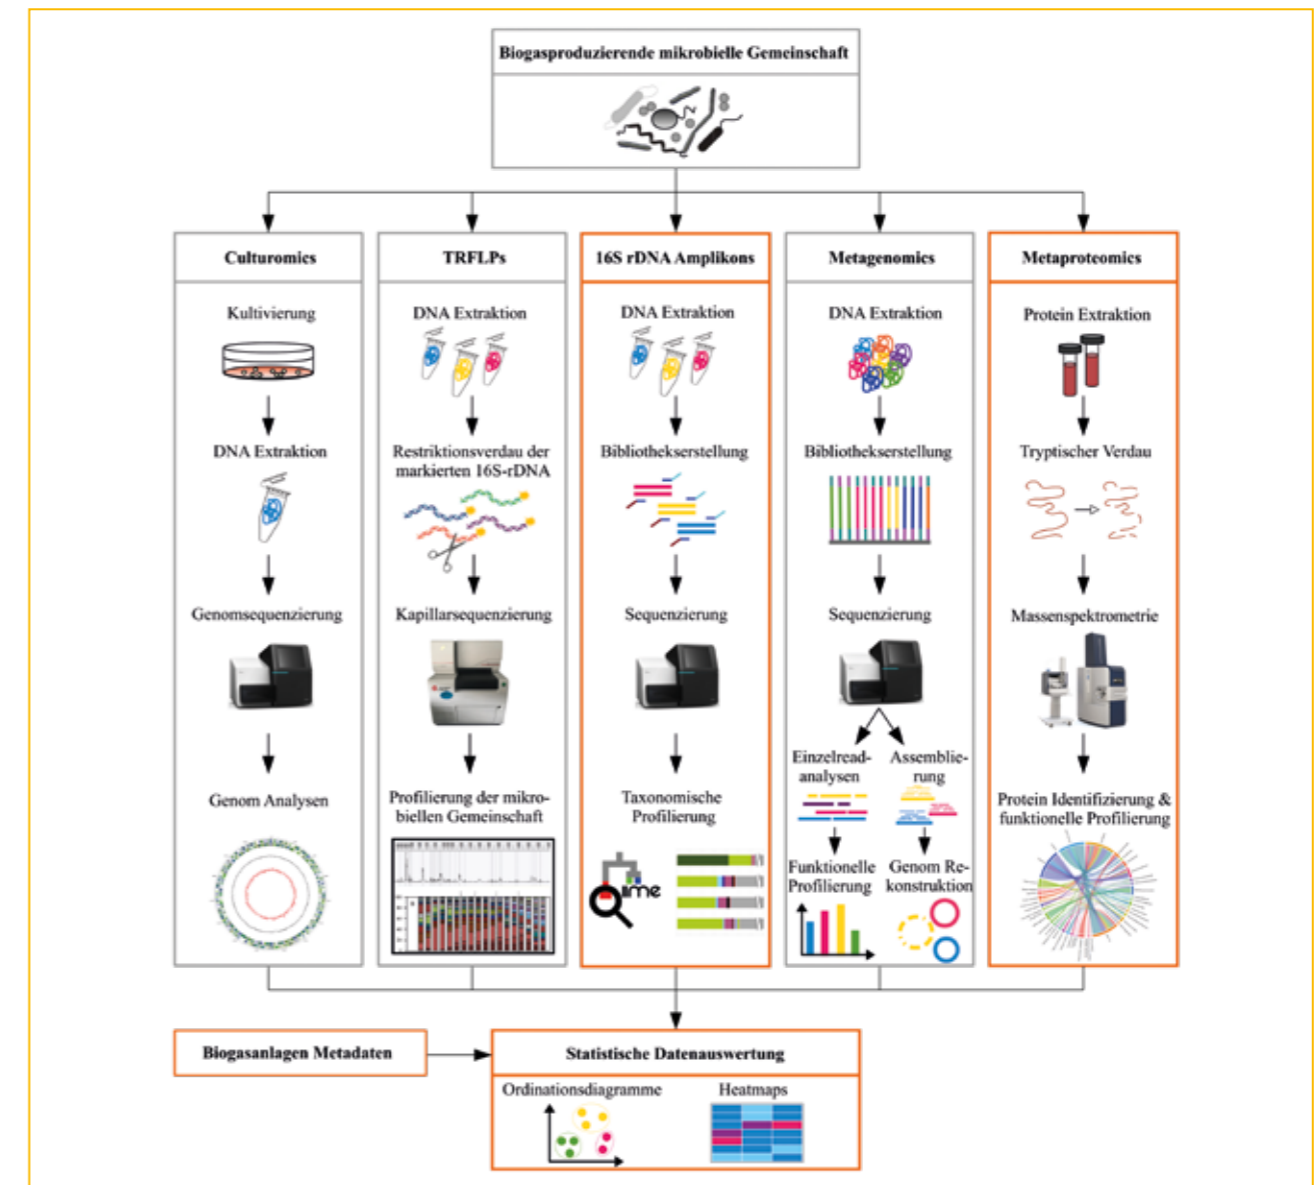 Biogasproduzierende mikrobielle Gemeinschaft
Culturomics
Kultivierung
DNA Extraktion
Genomsequenzierung
Genom Analysen
TRFLPs
DNA Extraktion
Restriktionsverdau der
markierten 16S-rDNA
Kapillarsequenzierung
Profilierung der mikro-
biellen Gemeinschaft
16S rDNA Amplikons
DNA Extraktion
Bibliothekserstellung
Sequenzierung
Taxonomische
Profilierung
ime
Metagenomics
DNA Extraktion
Bibliothekserstellung
Sequenzierung
Einzelread-
analysen
Funktionelle
Profilierung
Assemblie-
rung
Genom Re-
konstruktion
Metaproteomics
Protein Extraktion
Tryptischer Verdau
Massenspektrometrie
Protein Identifizierung &
funktionelle Profilierung
Biogasanlagen Metadaten
Statistische Datenauswertung
Ordinationsdiagramme
Heatmaps